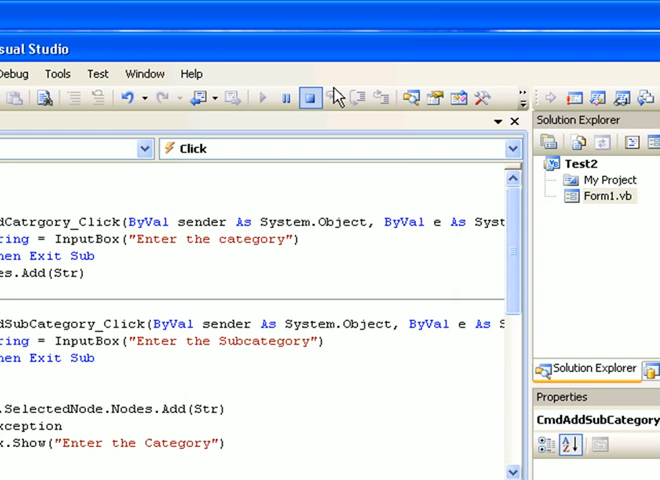 sual Studio
Debug Tools Test Window Help
Solution Explorer
Click
Test2
My Project
Form1.vb
dCatrgory_Click(ByVal sender As System.Object, ByVal e As Syst
ring = InputBox("Enter the category")
hen Exit Sub
es.Add(Str)
dSubCategory_Click(ByVal sender As System.Object, ByVal e As S
ring = InputBox("Enter the Subcategory")
hen Exit Sub
Solution Explorer
Properties
.SelectedNode.Nodes.Add(Str)
CmdAddSubCategory
xception
x.Show("Enter the Category")